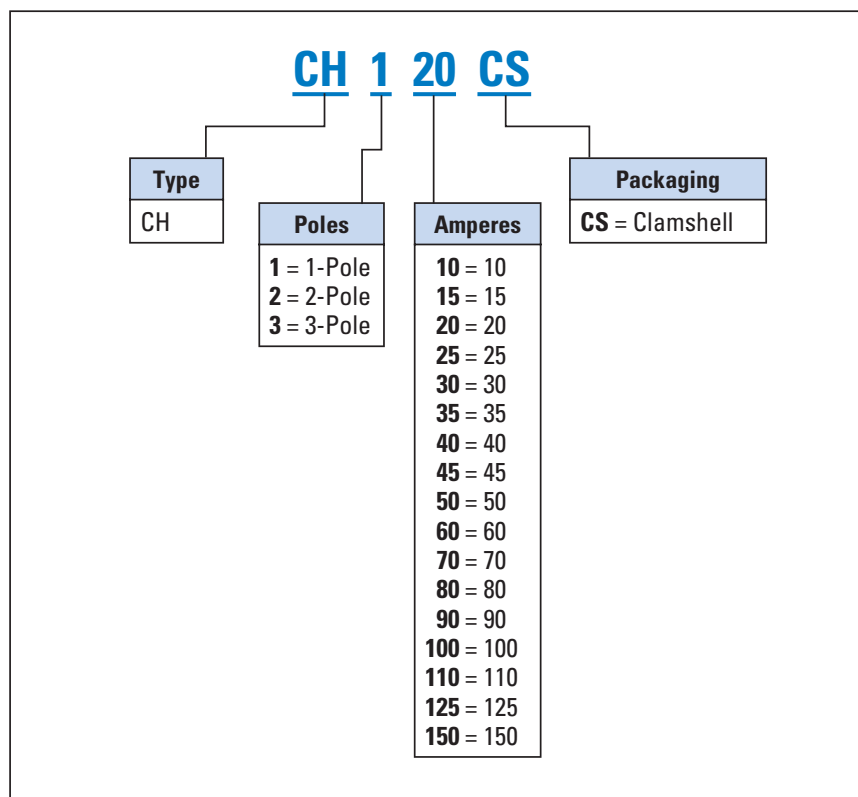 CH 1 20 CS
Type
CH
Poles
1 = 1-Pole
2 = 2-Pole
3 = 3-Pole
Amperes
10 = 10
15 = 15
20 = 20
25 = 25
30 = 30
35 = 35
40 = 40
45 = 45
50 = 50
60 = 60
70 = 70
80 = 80
90 = 90
100 = 100
110 = 110
125 = 125
150 = 150
Packaging
CS = Clamshell